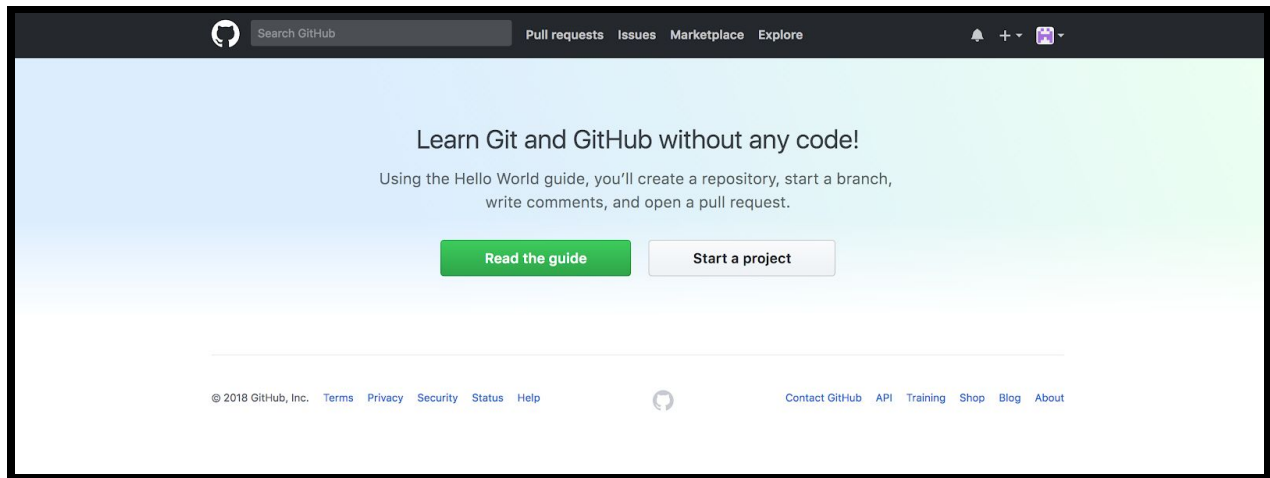 Search GitHub Pull requests Issues Marketplace Explore
Learn Git and GitHub without any code!
Using the Hello World guide, you’ll create a repository, start a branch,
write comments, and open a pull request.
Read the guide Start a project
© 2018 GitHub, Inc. Terms Privacy Security Status Help Contact GitHub API Training Shop Blog About